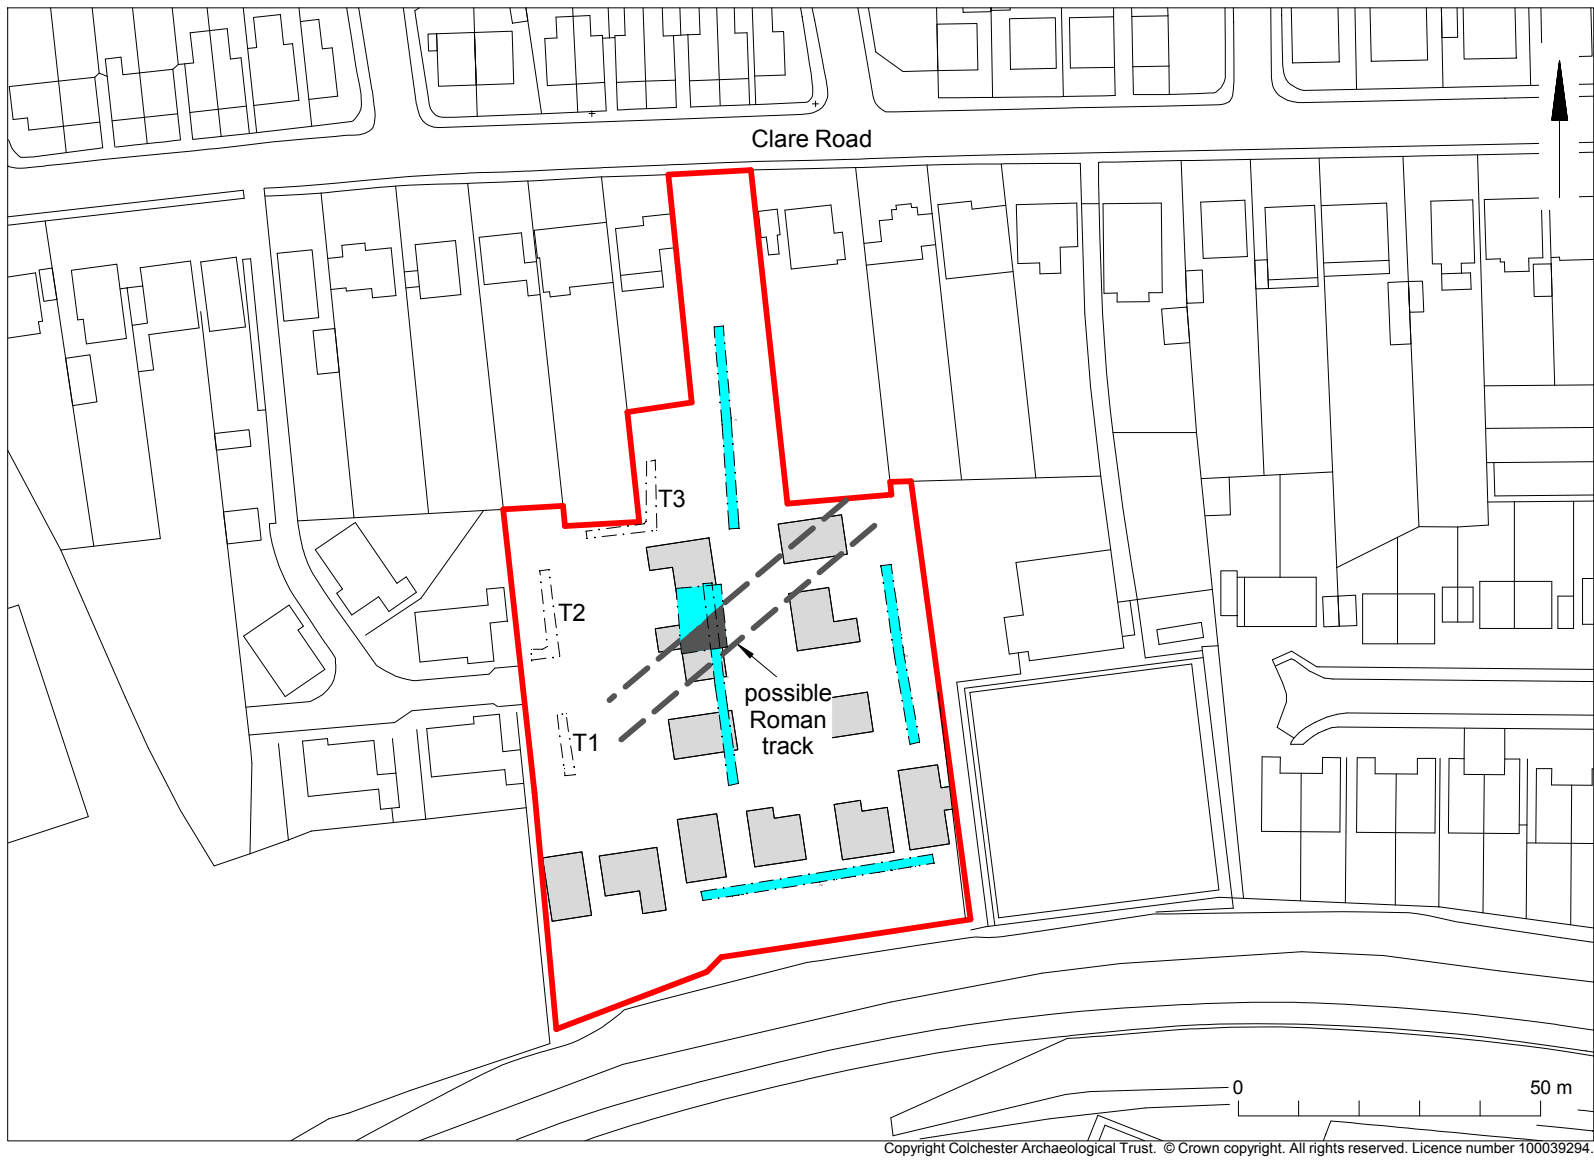 Clare Road
T3
T2
T1
possible
Roman
track
0 50 m
Copyright Colchester Archaeological Trust. © Crown copyright. All rights reserved. Licence number 100039294.